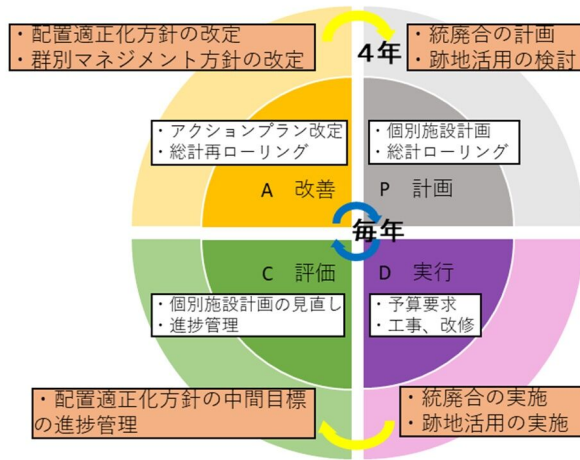 ・配置適正化方針の改定
・群別マネジメント方針の改定
4年
・統廃合の計画
・跡地活用の検討
・アクションプラン改定
・総計再ローリング
・個別施設計画
・総計ローリング
A 改善
P 計画
毎年
C 評価
D 実行
・個別施設計画の見直し
・進捗管理
・予算要求
・工事、改修
・配置適正化方針の中間目標
の進捗管理
・統廃合の実施
・跡地活用の実施